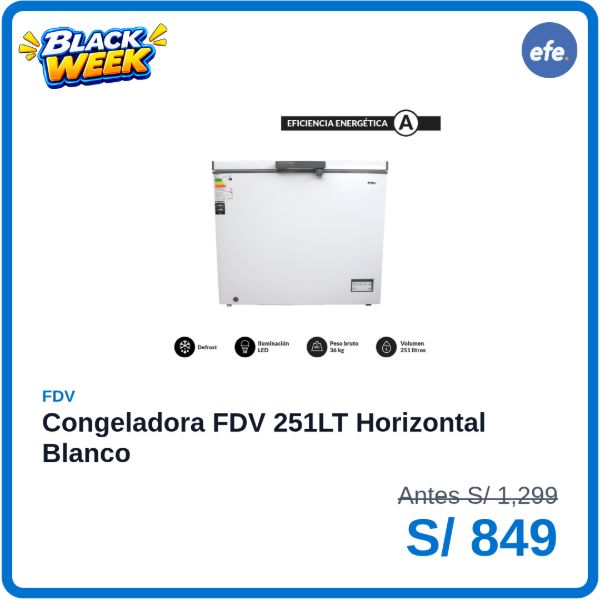 BLACK
WEEK
efe.
EFICIENCIA ENERGÉTICA A
Defrost
Iluminación
LED
Peso bruto
36 kg
Volumen
251 litros
FDV
Congeladora FDV 251LT Horizontal
Blanco
Antes S/ 1,299
S/ 849